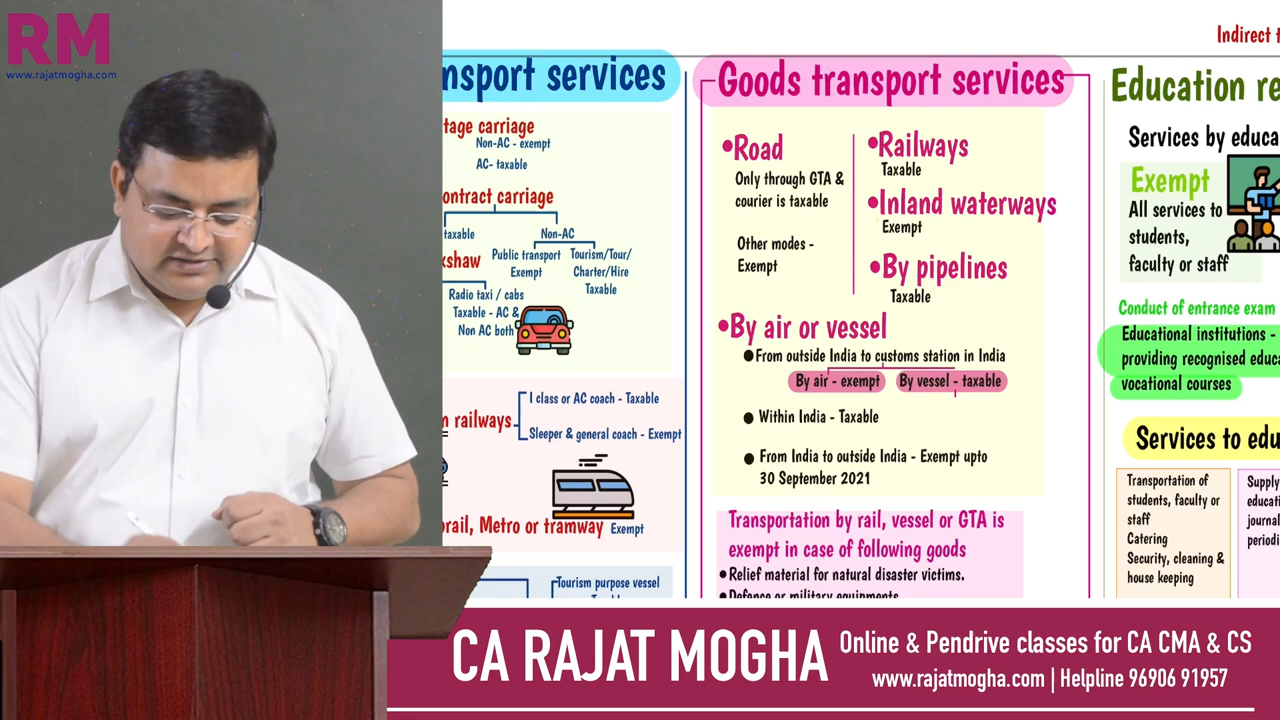 RM
www.rajatmogha.com
Indirect
nsport services
tage carriage
Non-AC - exempt
AC- taxable
ontract carriage
taxable
Non-AC
Public transport
Exempt
Tourism/Tour/
Charter/Hire
Taxable
kshaw
Radio taxi / cabs
Taxable - AC &
Non AC both
n railways
I class or AC coach - Taxable
Sleeper & general coach - Exempt
orail, Metro or tramway Exempt
Tourism purpose vessel
Goods transport services
•Road
Only through GTA &
courier is taxable
Other modes -
Exempt
•Railways
Taxable
•Inland waterways
Exempt
•By pipelines
Taxable
•By air or vessel
●From outside India to customs station in India
By air - exempt
By vessel - taxable
● Within India - Taxable
● From India to outside India - Exempt upto
30 September 2021
Transportation by rail, vessel or GTA is
exempt in case of following goods
•Relief material for natural disaster victims.
•Defence or military equipments
Education re
Services by educa
Exempt
All services to
students,
faculty or staff
Conduct of entrance exam
Educational institutions -
providing recognised educa
vocational courses
Services to edu
Transportation of
students, faculty or
staff
Catering
Security, cleaning &
house keeping
Supply
educati
journal
periodi
CA RAJAT MOGHA
Online & Pendrive classes for CA CMA & CS
www.rajatmogha.com | Helpline 96906 91957